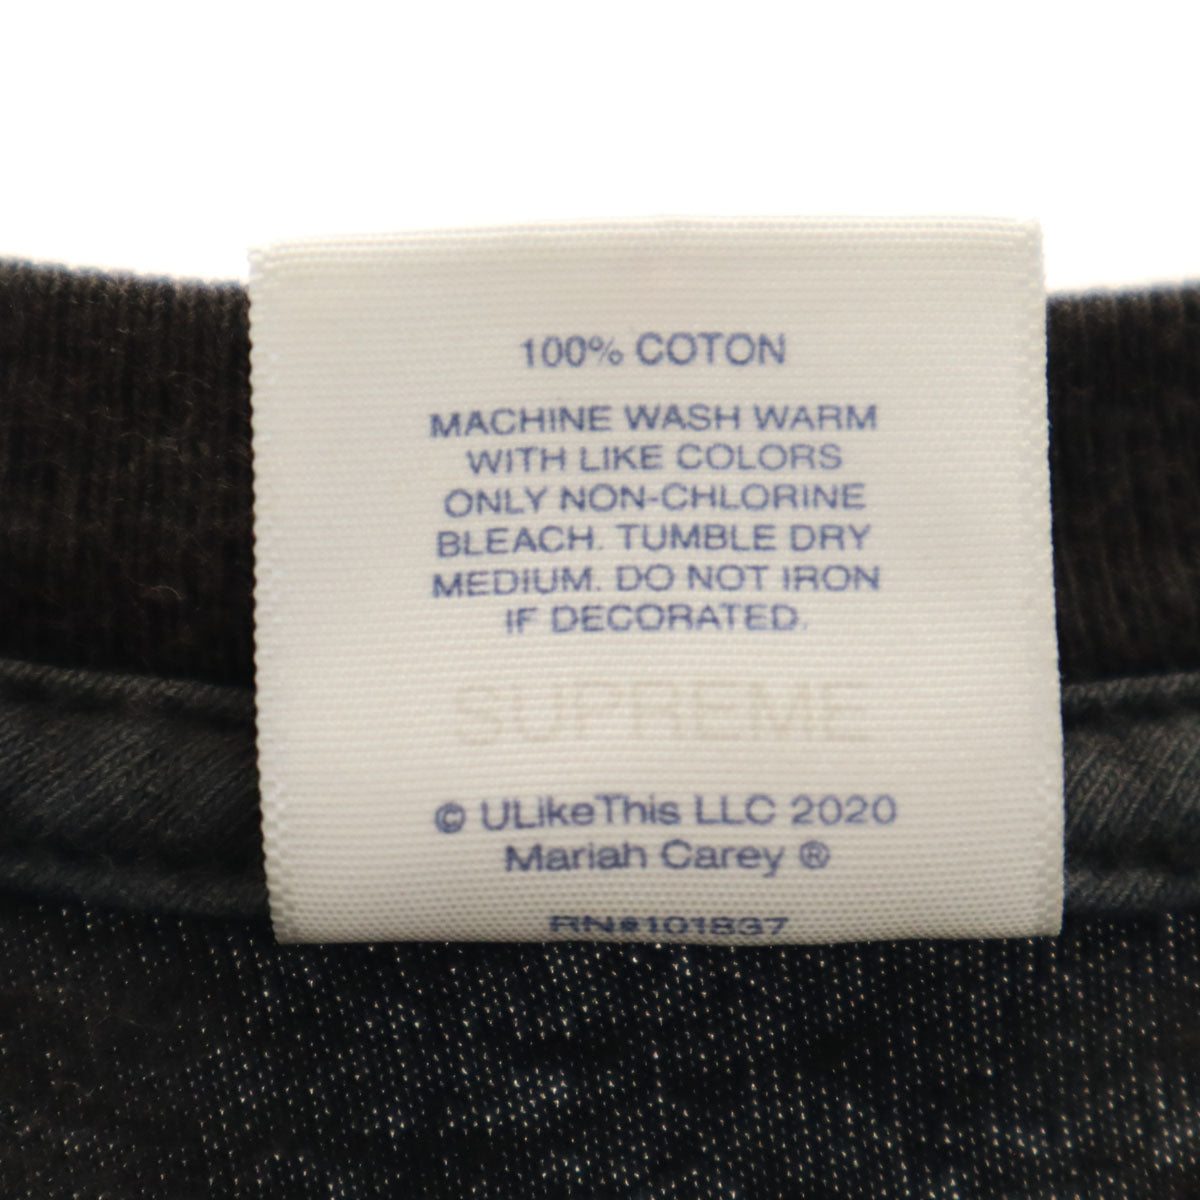 100% COTON
MACHINE WASH WARM
WITH LIKE COLORS
ONLY NON-CHLORINE
BLEACH. TUMBLE DRY
MEDIUM. DO NOT IRON
IF DECORATED.
SUPREME
© ULikeThis LLC 2020
Mariah Carey ®
RN#101837